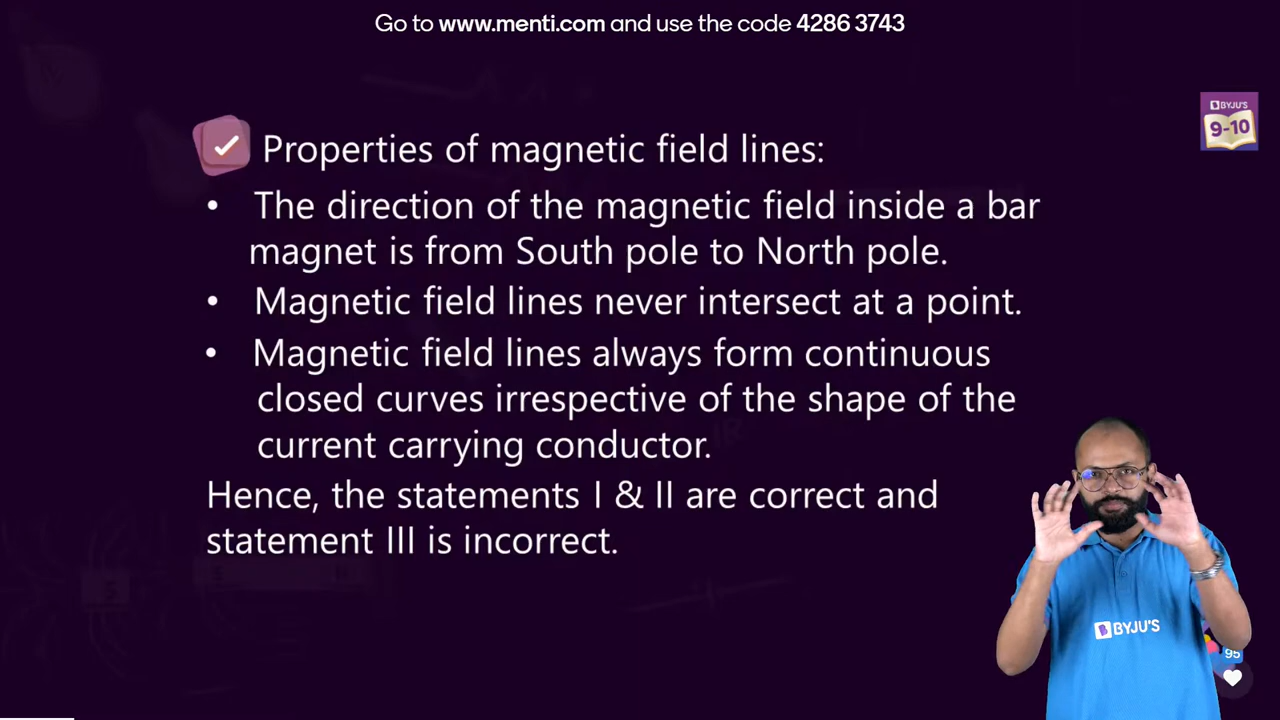 Go to www.menti.com and use the code 4286 3743
BYJU'S
9-10
Properties of magnetic field lines:
• The direction of the magnetic field inside a bar
magnet is from South pole to North pole.
• Magnetic field lines never intersect at a point.
• Magnetic field lines always form continuous
closed curves irrespective of the shape of the
current carrying conductor.
Hence, the statements I & II are correct and
statement III is incorrect.
BYJU'S
95